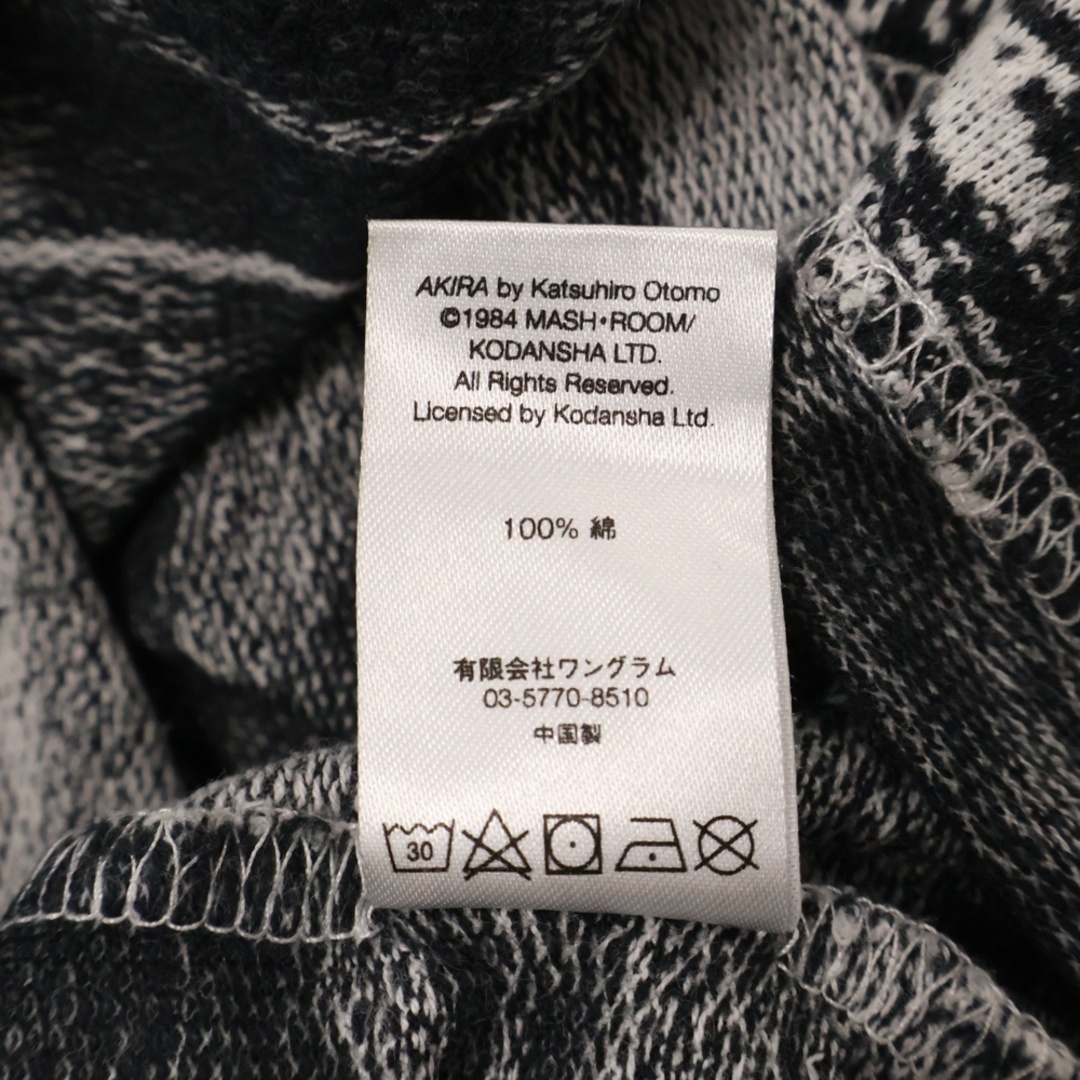 AKIRA by Katsuhiro Otomo
©1984 MASH•ROOM/
KODANSHA LTD.
All Rights Reserved.
Licensed by Kodansha Ltd.
100% 綿
有限会社ワングラム
03-5770-8510
中国製
30